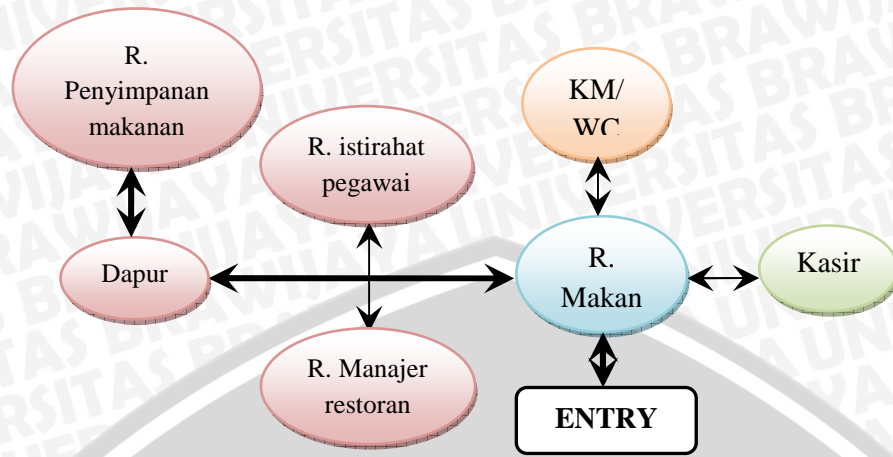 R.
Penyimpanan
makanan
KM/
WC
R. istirahat
pegawai
Dapur
R.
Makan
Kasir
R. Manajer
restoran
ENTRY